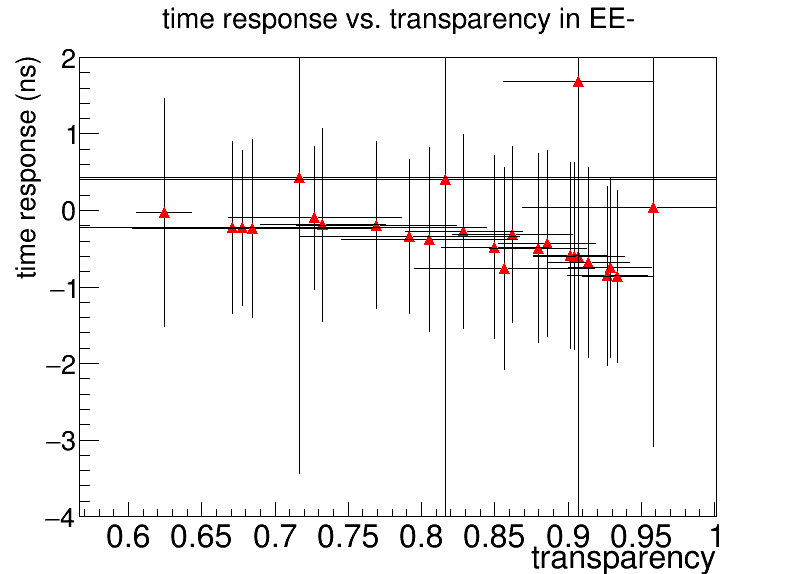 time response vs. transparency in EE-
time response (ns)
2
1
0
−1
−2
−3
−4
0.6 0.65 0.7 0.75 0.8 0.85 0.9 0.95 1
transparency